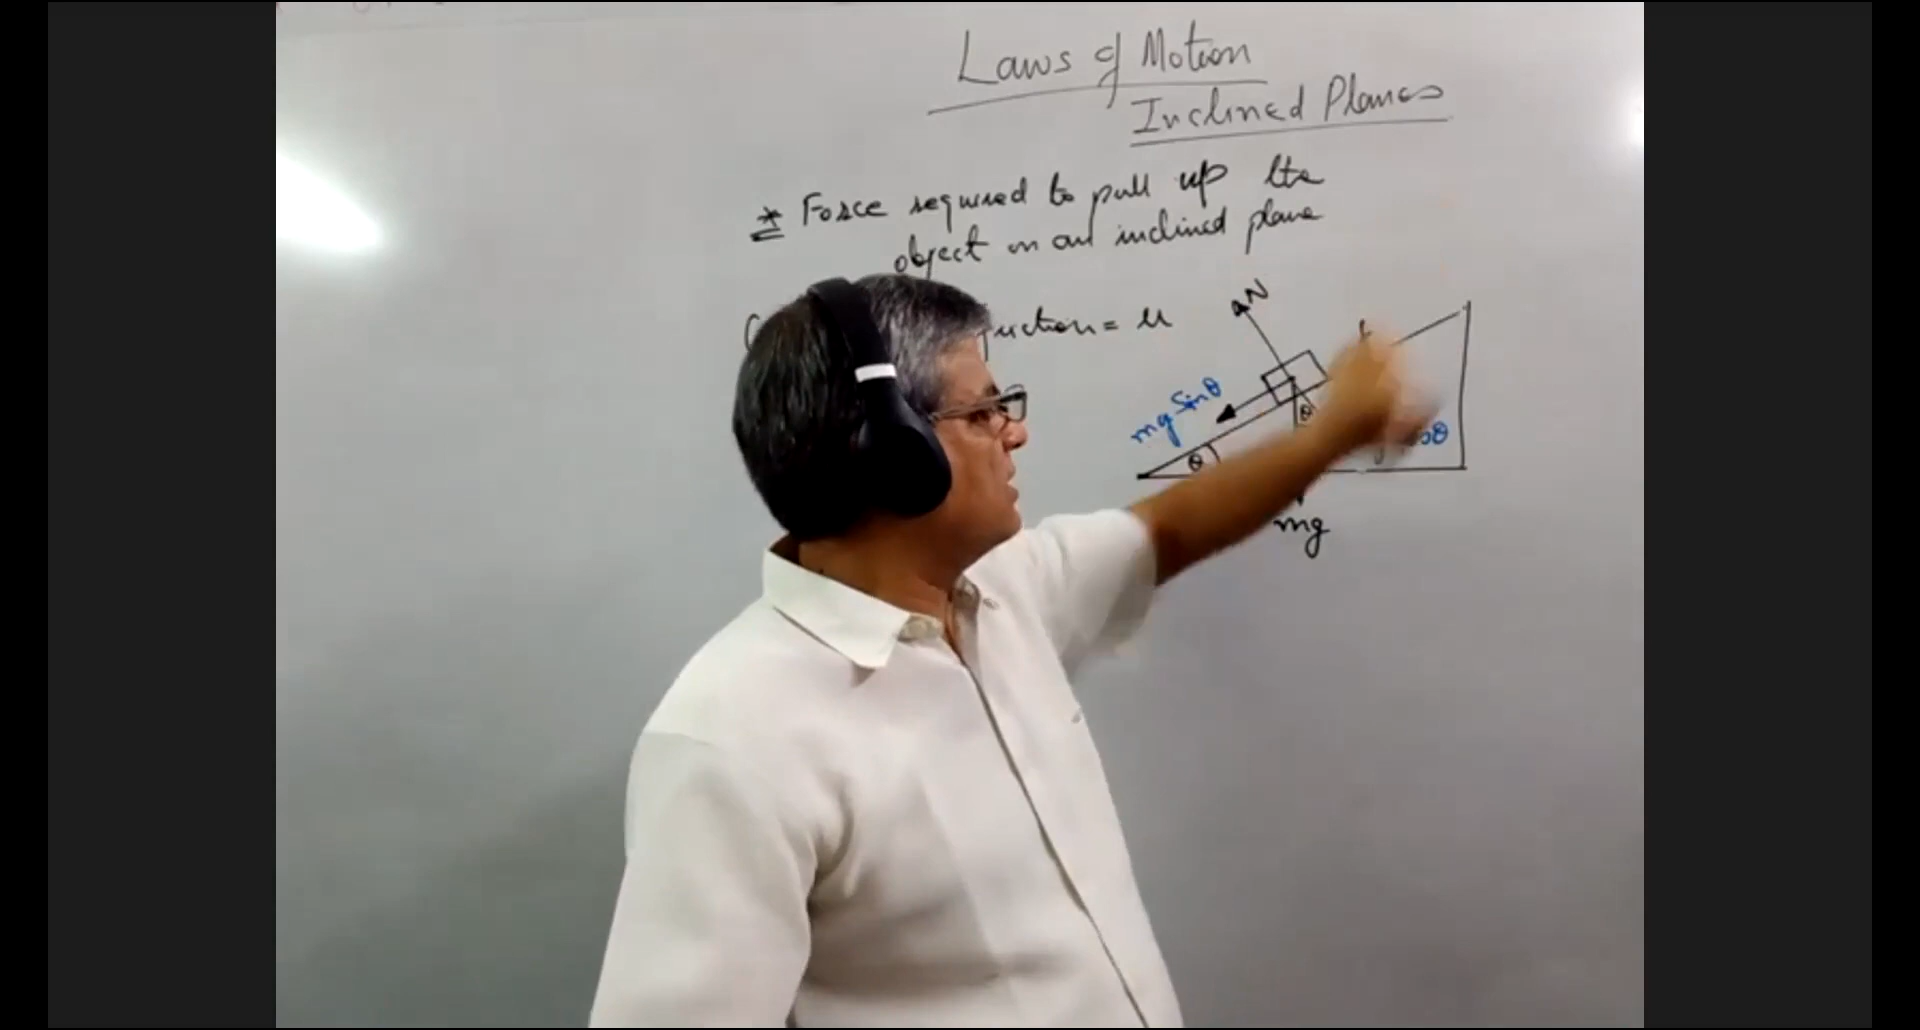 Laws of Motion
Inclined Planes
* Force required to pull up the
object on an inclined plane
= μ
N
mg sinθ
θ
θ
mg